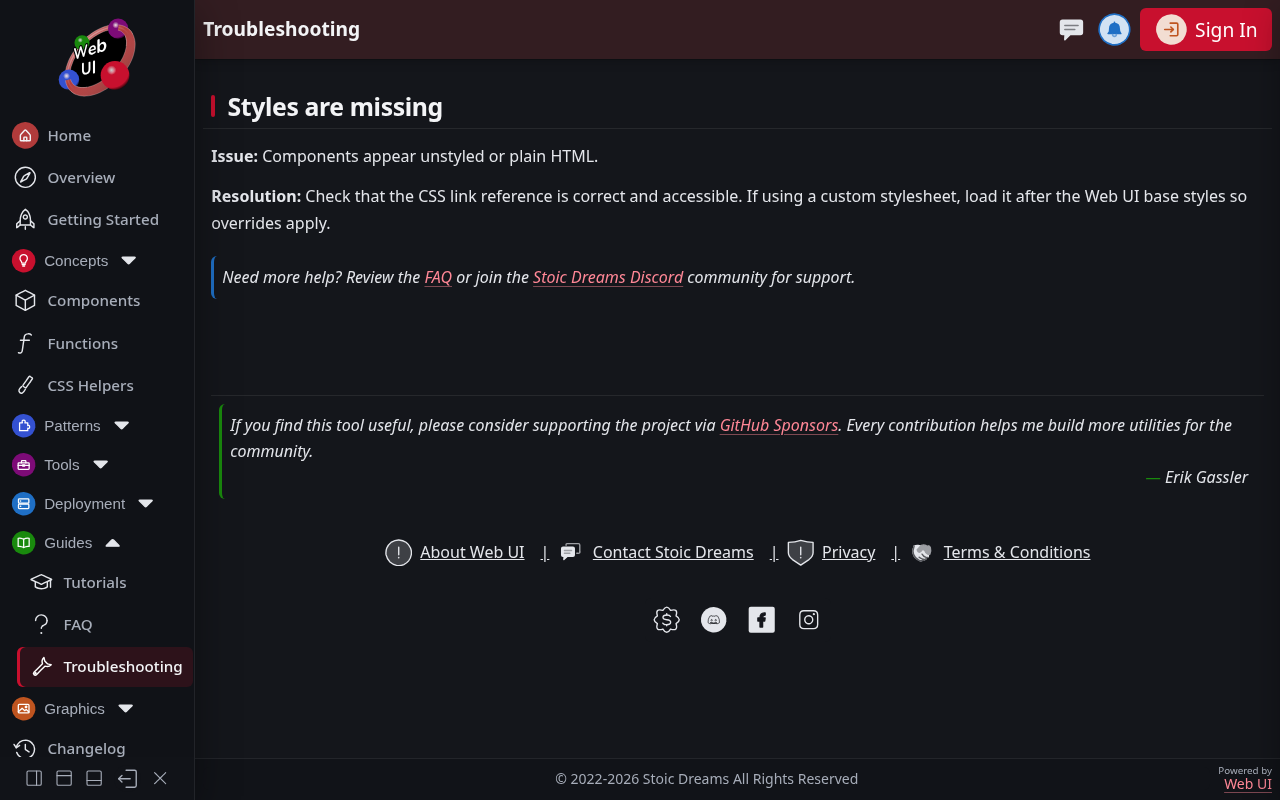 Web
UI
Troubleshooting
Sign In
Home
Overview
Getting Started
Concepts
Components
Functions
CSS Helpers
Patterns
Tools
Deployment
Guides
Tutorials
FAQ
Troubleshooting
Graphics
Changelog
Styles are missing
Issue: Components appear unstyled or plain HTML.
Resolution: Check that the CSS link reference is correct and accessible. If using a custom stylesheet, load it after the Web UI base styles so
overrides apply.
Need more help? Review the FAQ or join the Stoic Dreams Discord community for support.
If you find this tool useful, please consider supporting the project via GitHub Sponsors. Every contribution helps me build more utilities for the
community.
— Erik Gassler
About Web UI | Contact Stoic Dreams | Privacy | Terms & Conditions
© 2022-2026 Stoic Dreams All Rights Reserved
Powered by
Web UI